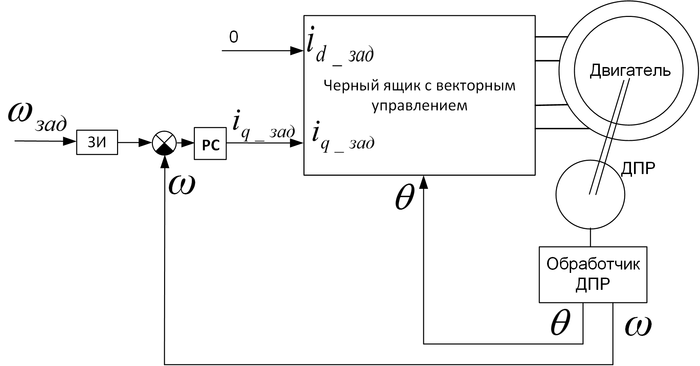 0
i_d_зад
Черный ящик с векторным
управлением
Двигатель
ω_зад
ЗИ
РС
i_q_зад
i_q_зад
ω
θ
ДПР
Обработчик
ДПР
θ
ω